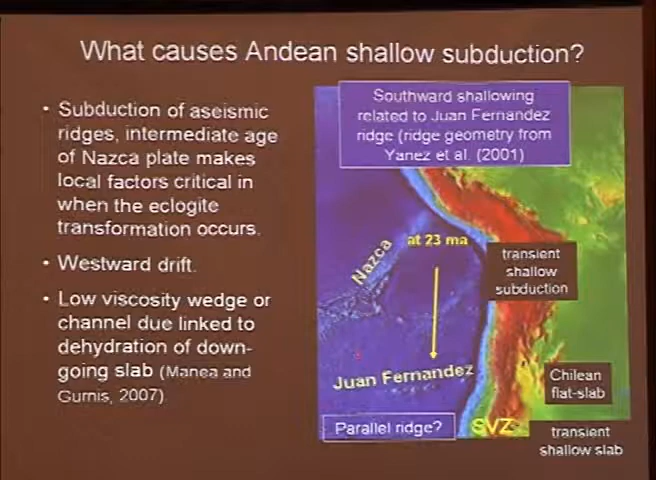 What causes Andean shallow subduction?
• Subduction of aseismic
ridges, intermediate age
of Nazca plate makes
local factors critical in
when the eclogite
transformation occurs.
• Westward drift.
• Low viscosity wedge or
channel due linked to
dehydration of down-
going slab (Manea and
Gurnis, 2007).
Southward shallowing
related to Juan Fernandez
ridge (ridge geometry from
Yanez et al. (2001)
Nazca
at 23 ma
transient
shallow
subduction
Juan Fernandez
Chilean
flat-slab
Parallel ridge?
SVZ
transient
shallow slab